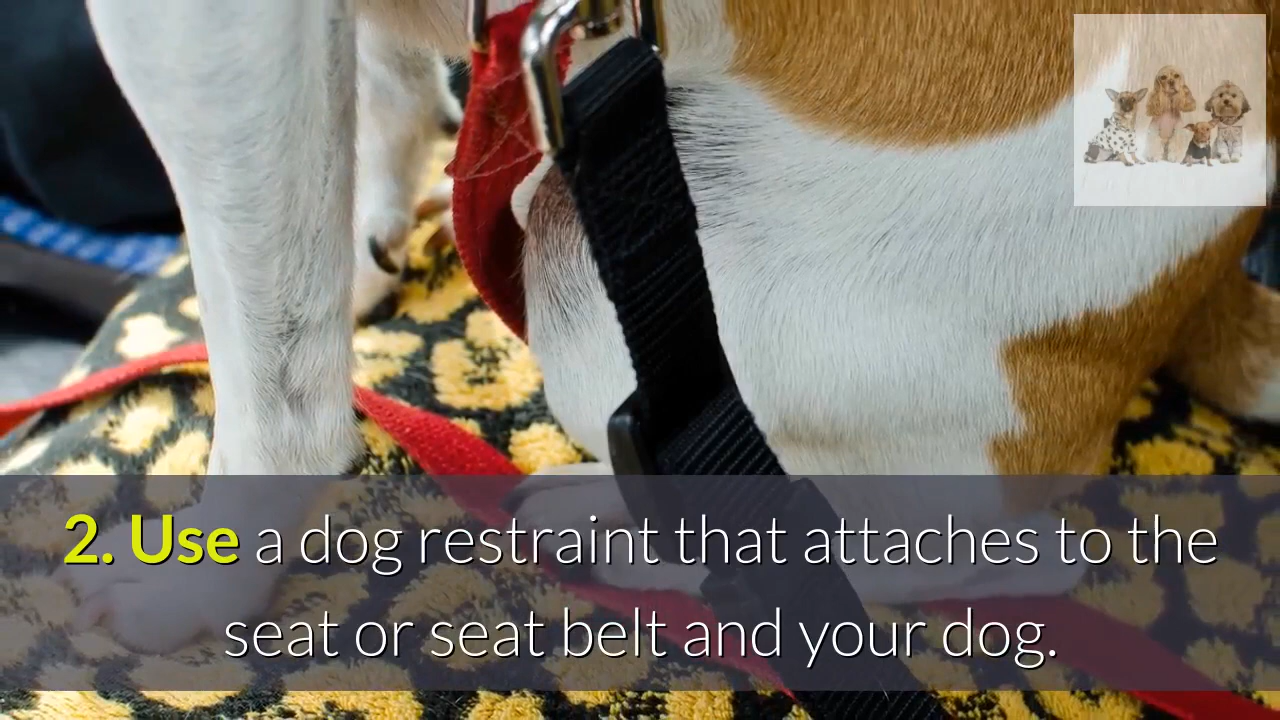 2. Use a dog restraint that attaches to the
seat or seat belt and your dog.